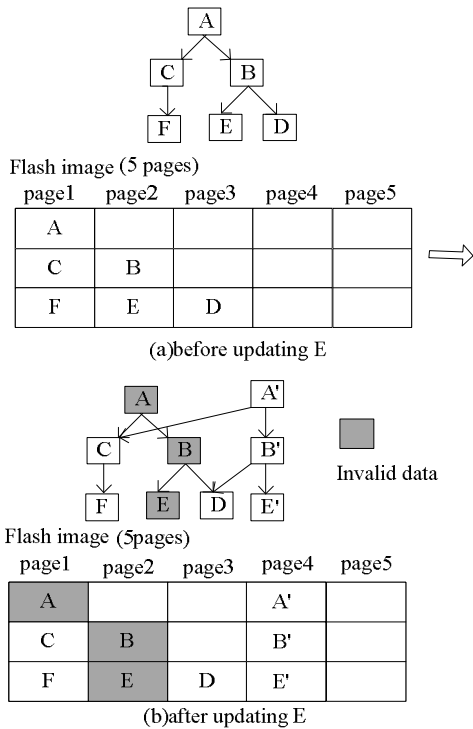 A
C B
F E D
Flash image (5 pages)
page1 page2 page3 page4 page5
A
C B
F E D
(a)before updating E
A A'
C B B'
F E D E'
Invalid data
Flash image (5pages)
page1 page2 page3 page4 page5
A A'
C B B'
F E D E'
(b)after updating E